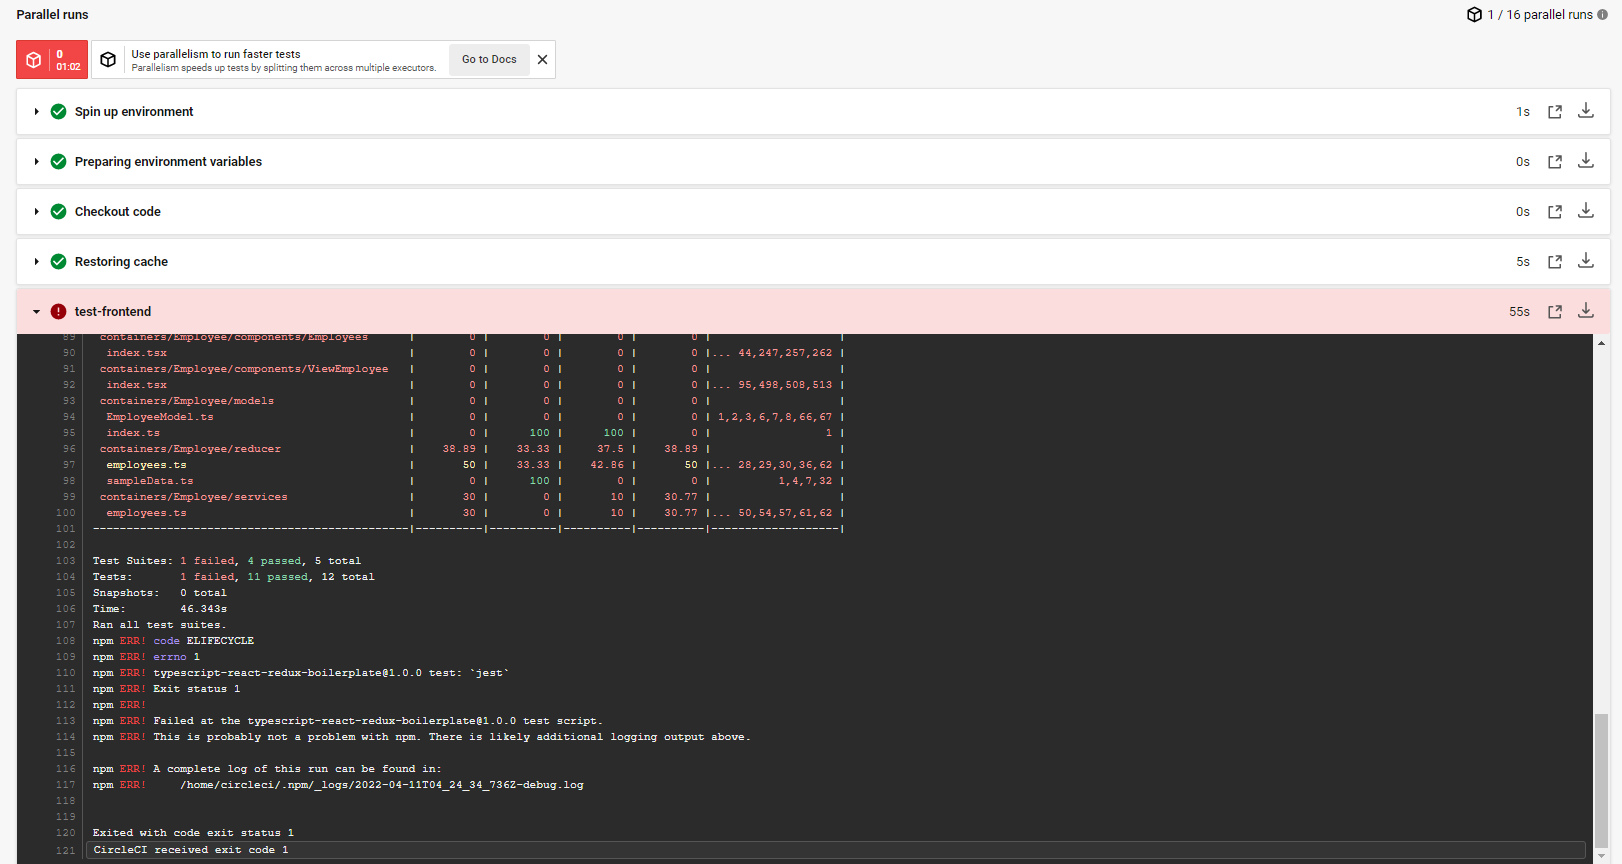 Parallel runs
1 / 16 parallel runs
0
01:02
Use parallelism to run faster tests
Parallelism speeds up tests by splitting them across multiple executors.
Go to Docs
Spin up environment 1s
Preparing environment variables 0s
Checkout code 0s
Restoring cache 5s
test-frontend 55s
89 containers/Employee/components/Employees | 0 | 0 | 0 | 0 | |
90 index.tsx | 0 | 0 | 0 | 0 |... 44,247,257,262 |
91 containers/Employee/components/ViewEmployee | 0 | 0 | 0 | 0 | |
92 index.tsx | 0 | 0 | 0 | 0 |... 95,498,508,513 |
93 containers/Employee/models | 0 | 0 | 0 | 0 | |
94 EmployeeModel.ts | 0 | 0 | 0 | 0 | 1,2,3,6,7,8,66,67 |
95 index.ts | 0 | 100 | 100 | 0 | 1 |
96 containers/Employee/reducer | 38.89 | 33.33 | 37.5 | 38.89 | |
97 employees.ts | 50 | 33.33 | 42.86 | 50 |... 28,29,30,36,62 |
98 sampleData.ts | 0 | 100 | 0 | 0 | 1,4,7,32 |
99 containers/Employee/services | 30 | 0 | 10 | 30.77 | |
100 employees.ts | 30 | 0 | 10 | 30.77 |... 50,54,57,61,62 |
101 -----------------------------------------------|----------|----------|----------|----------|-------------------|
102
103 Test Suites: 1 failed, 4 passed, 5 total
104 Tests: 1 failed, 11 passed, 12 total
105 Snapshots: 0 total
106 Time: 46.343s
107 Ran all test suites.
108 npm ERR! code ELIFECYCLE
109 npm ERR! errno 1
110 npm ERR! typescript-react-redux-boilerplate@1.0.0 test: `jest`
111 npm ERR! Exit status 1
112 npm ERR!
113 npm ERR! Failed at the typescript-react-redux-boilerplate@1.0.0 test script.
114 npm ERR! This is probably not a problem with npm. There is likely additional logging output above.
115
116 npm ERR! A complete log of this run can be found in:
117 npm ERR! /home/circleci/.npm/_logs/2022-04-11T04_24_34_736Z-debug.log
118
119
120 Exited with code exit status 1
121 CircleCI received exit code 1